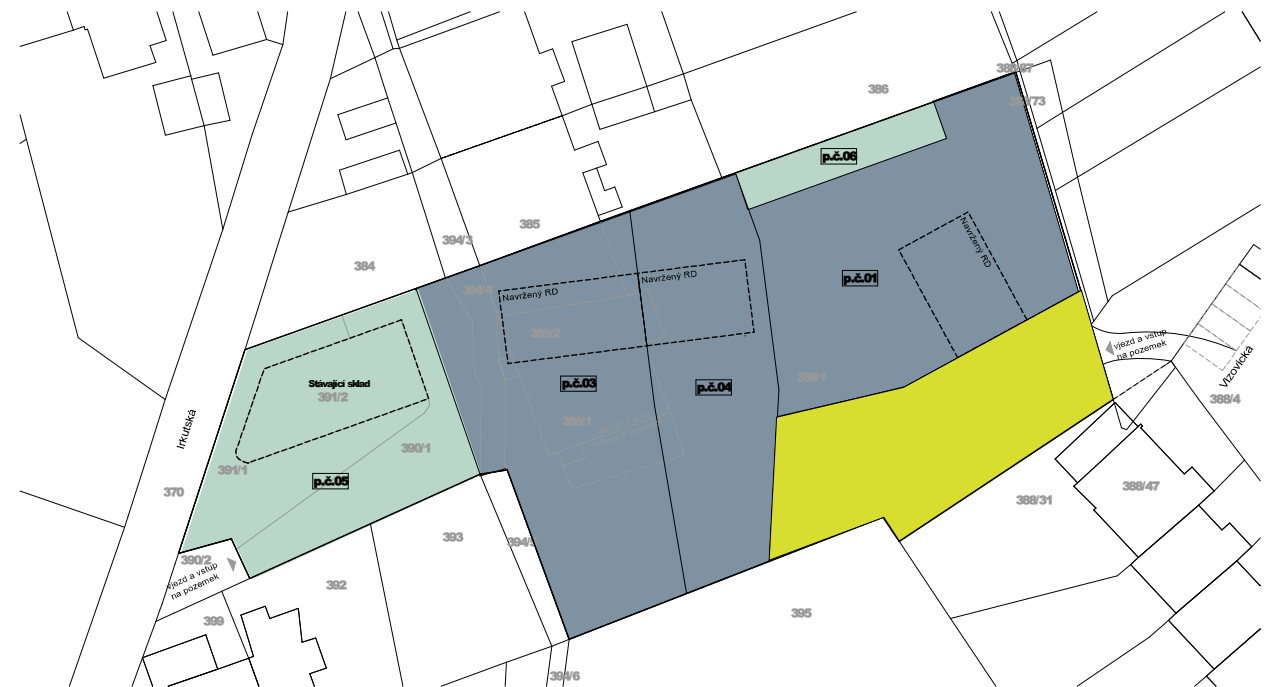 386
388/87
388/73
p.č.06
385
394/3
384
394/4
Navržený RD
Navržený RD
Navržený RD
p.č.01
389/2
388/1
p.č.03
p.č.04
389/1
Stávající sklad
391/2
390/1
391/1
p.č.05
370
Irkutská
390/2
vjezd a vstup
na pozemek
393
394/5
392
399
395
394/6
vjezd a vstup
na pozemek
Vizovická
388/4
388/47
388/31